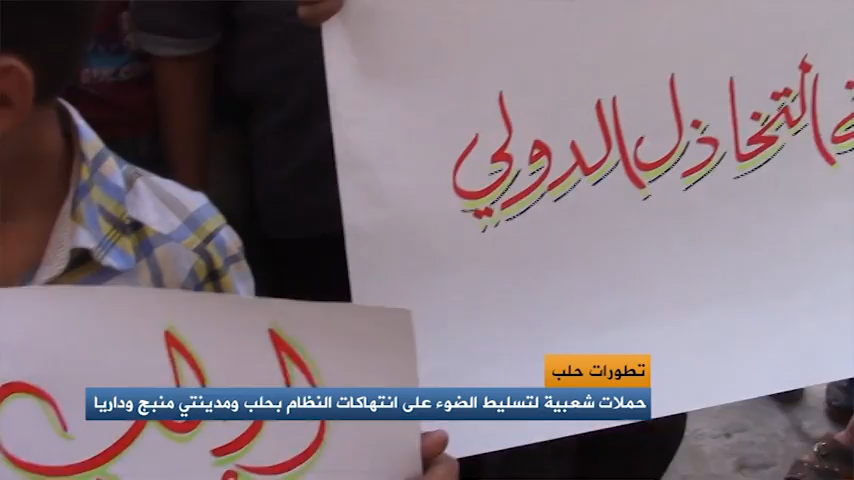 التخاذل الدولي
تطورات حلب
حملات شعبية لتسليط الضوء على انتهاكات النظام بحلب ومدينتي منبج وداريا